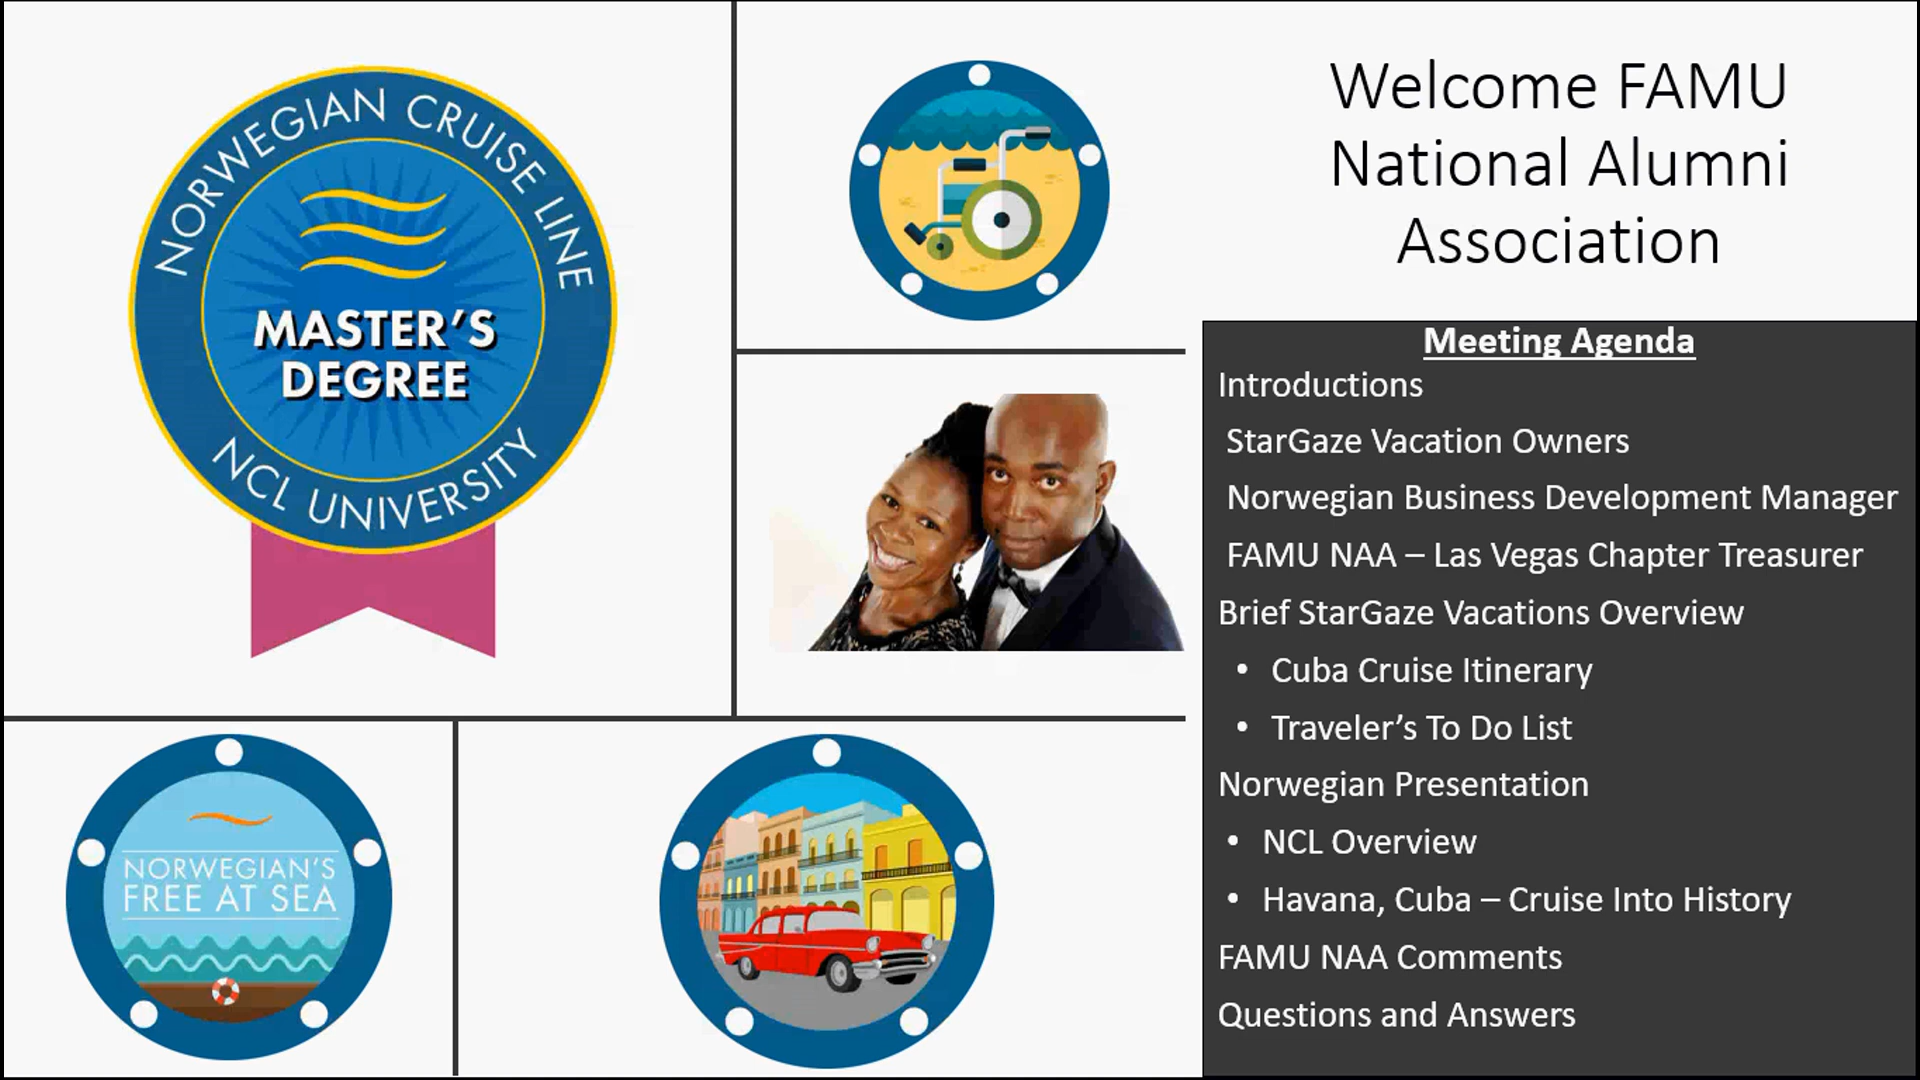 NORWEGIAN CRUISE LINE
MASTER'S
DEGREE
NCL UNIVERSITY
NORWEGIAN'S
FREE AT SEA
Welcome FAMU
National Alumni
Association
Meeting Agenda
Introductions
StarGaze Vacation Owners
Norwegian Business Development Manager
FAMU NAA – Las Vegas Chapter Treasurer
Brief StarGaze Vacations Overview
• Cuba Cruise Itinerary
• Traveler's To Do List
Norwegian Presentation
• NCL Overview
• Havana, Cuba – Cruise Into History
FAMU NAA Comments
Questions and Answers